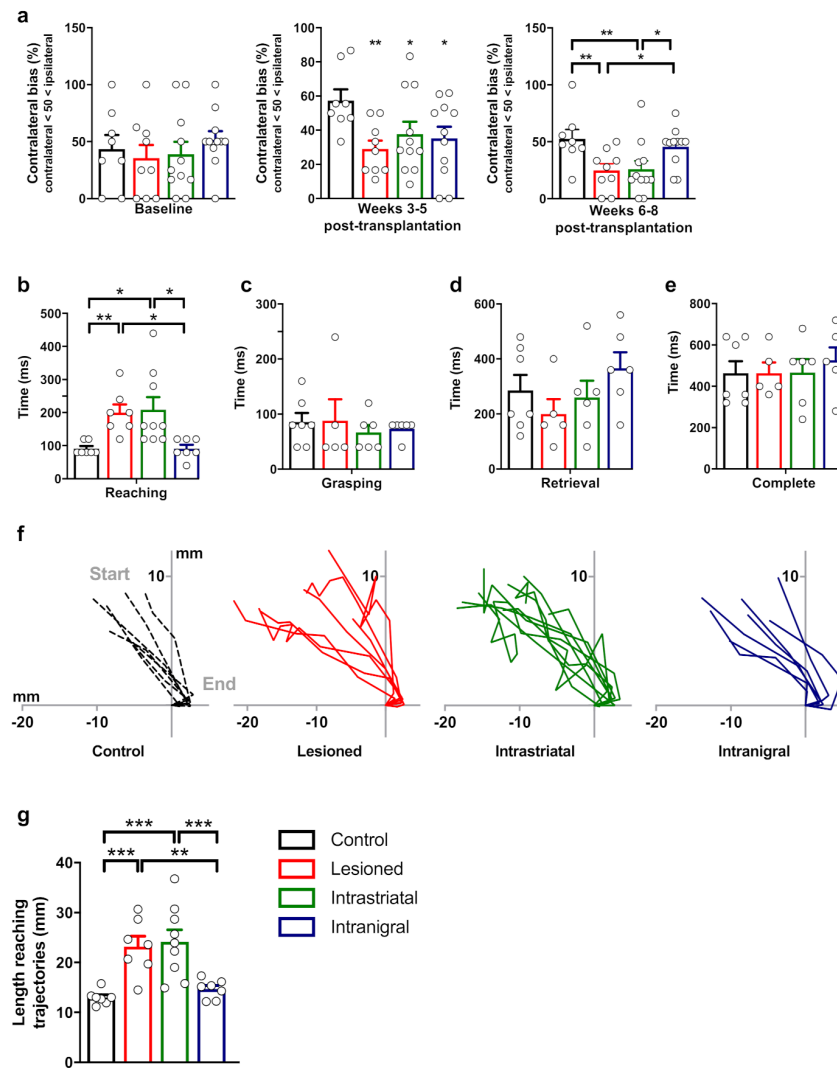 a
Contralateral bias (%)
contralateral < 50 < ipsilateral
150
100
50
0
Baseline
Contralateral bias (%)
contralateral < 50 < ipsilateral
100
80
60
40
20
0
** * *
Weeks 3-5
post-transplantation
Contralateral bias (%)
contralateral < 50 < ipsilateral
150
100
50
0
** *
** *
Weeks 6-8
post-transplantation
b
Time (ms)
500
400
300
200
100
0
* *
** *
Reaching
c
Time (ms)
300
200
100
0
Grasping
d
Time (ms)
600
400
200
0
Retrieval
e
Time (ms)
800
600
400
200
0
Complete
f
mm
10
Start
End
mm
-20 -10
Control
10
-20 -10
Lesioned
10
-20 -10
Intrastriatal
10
-20 -10
Intranigral
g
Length reaching
trajectories (mm)
40
30
20
10
0
*** ***
*** **
Control
Lesioned
Intrastriatal
Intranigral